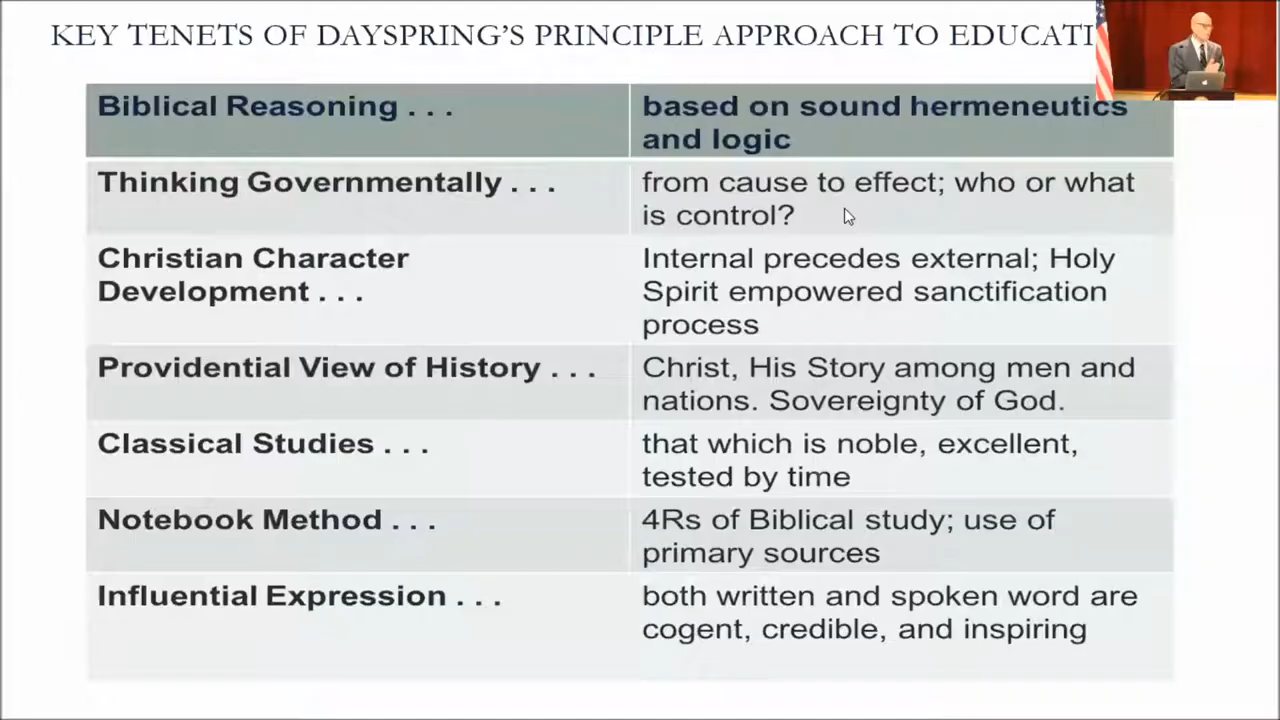 KEY TENETS OF DAYSPRING'S PRINCIPLE APPROACH TO EDUCATI
Biblical Reasoning . . .
based on sound hermeneutics
and logic
Thinking Governmentally . . .
from cause to effect; who or what
is control?
Christian Character
Development . . .
Internal precedes external; Holy
Spirit empowered sanctification
process
Providential View of History . . .
Christ, His Story among men and
nations. Sovereignty of God.
Classical Studies . . .
that which is noble, excellent,
tested by time
Notebook Method . . .
4Rs of Biblical study; use of
primary sources
Influential Expression . . .
both written and spoken word are
cogent, credible, and inspiring